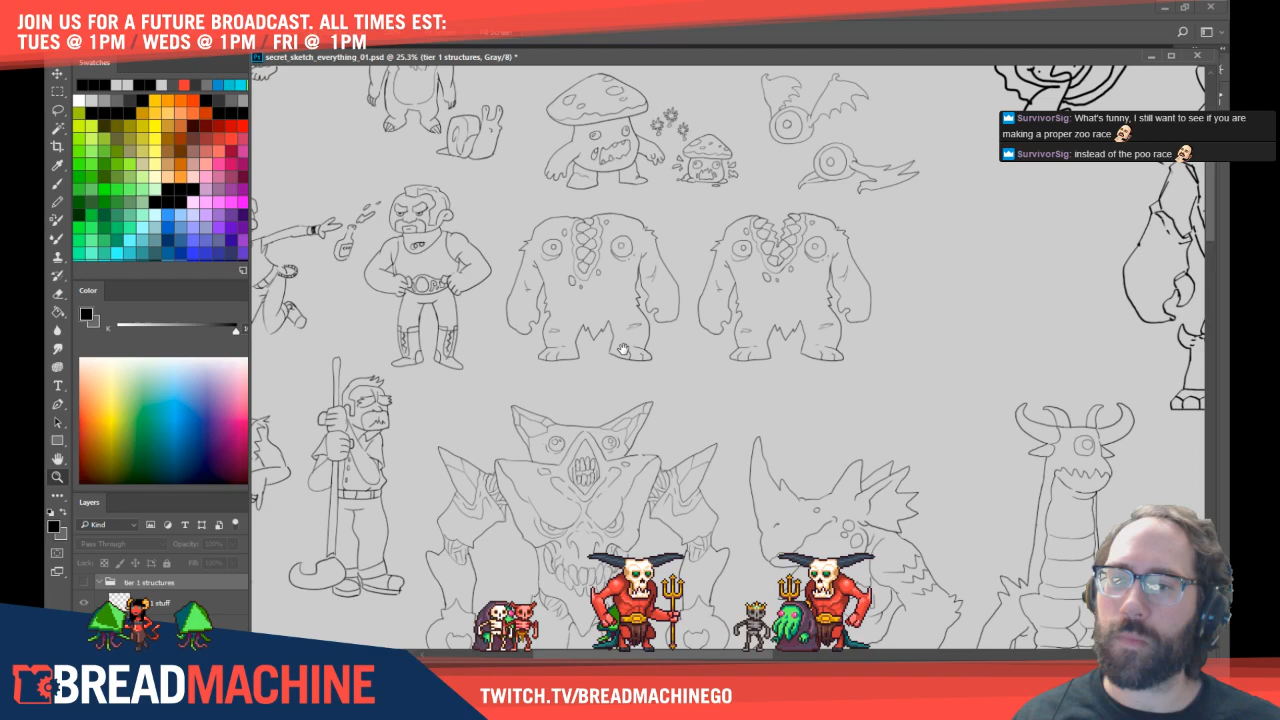 JOIN US FOR A FUTURE BROADCAST. ALL TIMES EST:
TUES @ 1PM / WEDS @ 1PM / FRI @ 1PM
Swatches
secret_sketch_everything_01.psd @ 25.3% (tier 1 structures, Gray/8) *
SurvivorSig: What's funny, I still want to see if you are
making a proper zoo race
SurvivorSig: instead of the poo race
Color
K
Layers
Kind
Pass Through
Opacity: 100%
Lock:
Fill: 100%
tier 1 structures
1 stuff
BREADMACHINE
TWITCH.TV/BREADMACHINEGO